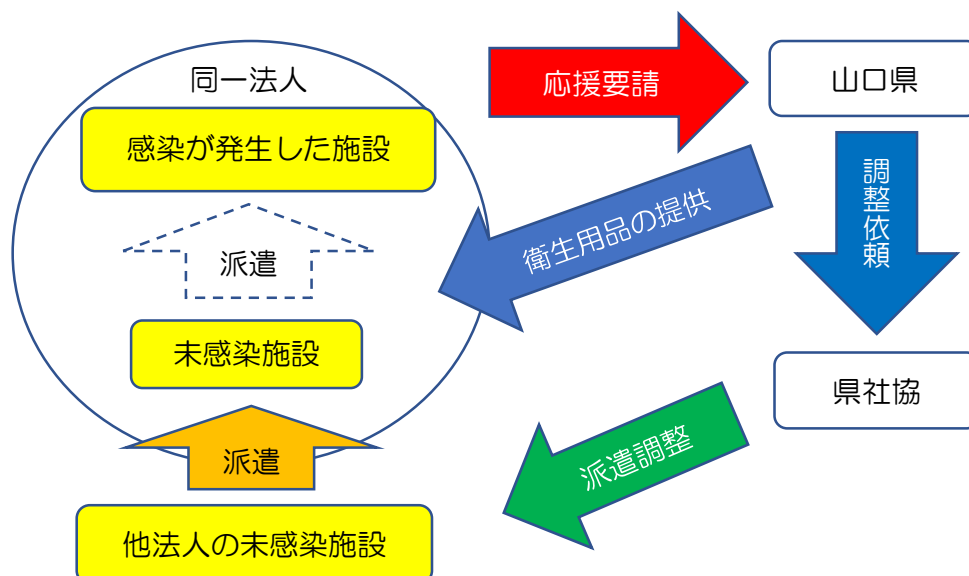 同一法人
感染が発生した施設
派遣
未感染施設
派遣
他法人の未感染施設
応援要請
山口県
衛生用品の提供
調整依頼
県社協
派遣調整